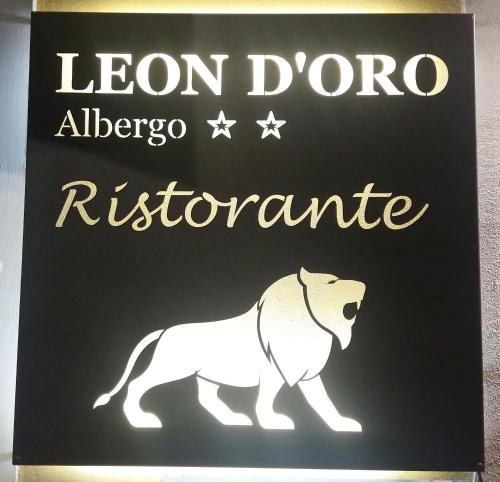 LEON D'ORO
Albergo ☆☆
Ristorante